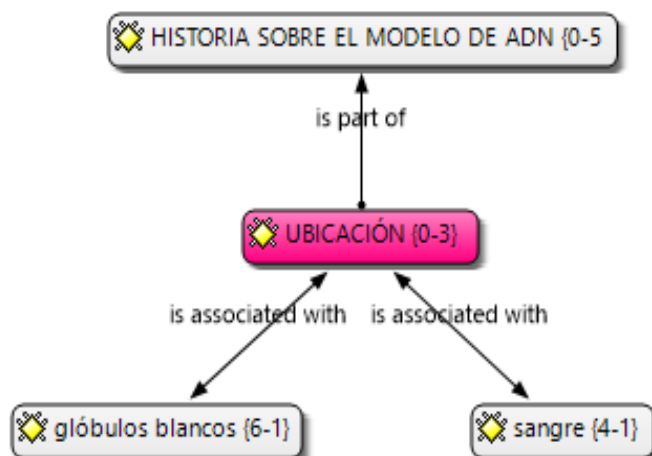 HISTORIA SOBRE EL MODELO DE ADN {0-5
is part of
UBICACIÓN {0-3}
is associated with
is associated with
glóbulos blancos {6-1}
sangre {4-1}